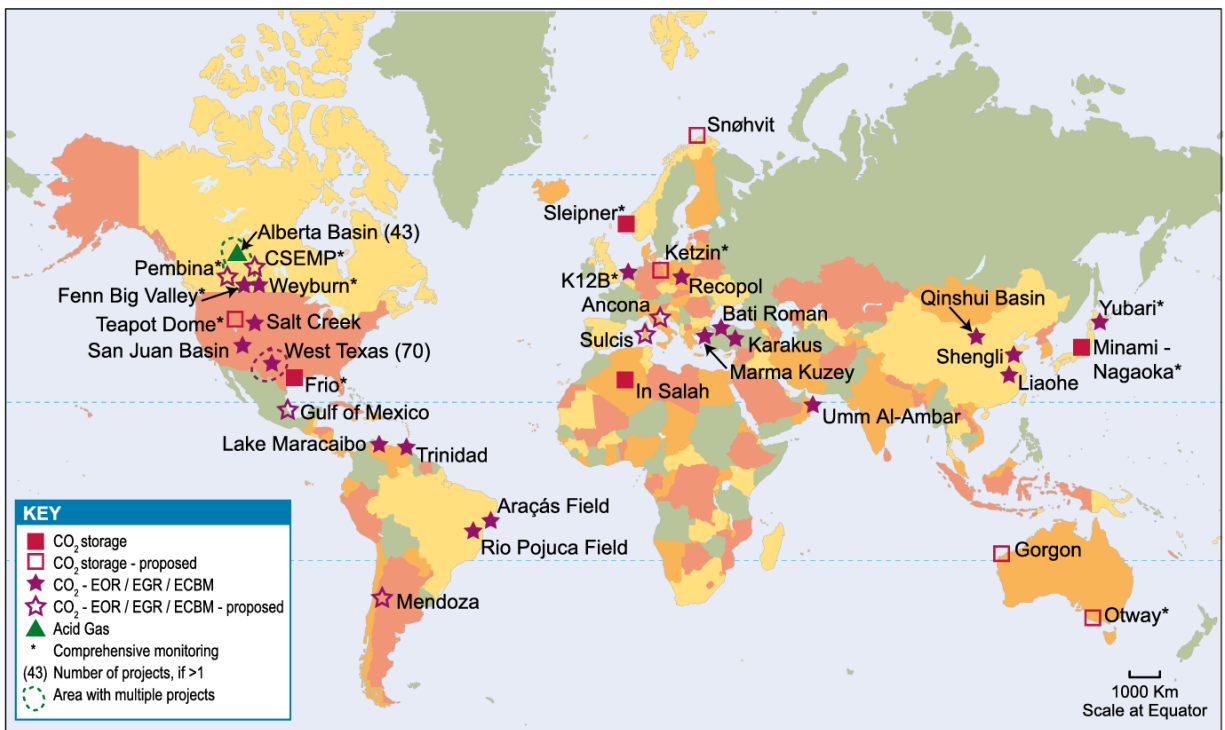 Snøhvit
Sleipner*
Alberta Basin (43)
CSEMP*
Pembina*
Fenn Big Valley*
Weyburn*
Teapot Dome*
Salt Creek
San Juan Basin
West Texas (70)
Frio*
Gulf of Mexico
Lake Maracaibo
Trinidad
Araçás Field
Rio Pojuca Field
Mendoza
Ketzin*
K12B*
Recopol
Ancona
Sulcis
Bati Roman
Karakus
Marma Kuzey
In Salah
Umm Al-Ambar
Qinshui Basin
Yubari*
Shengli
Minami -
Nagaoka*
Liaohe
Gorgon
Otway*
KEY
CO₂ storage
CO₂ storage - proposed
CO₂ - EOR / EGR / ECBM
CO₂ - EOR / EGR / ECBM - proposed
Acid Gas
* Comprehensive monitoring
(43) Number of projects, if >1
Area with multiple projects
1000 Km
Scale at Equator